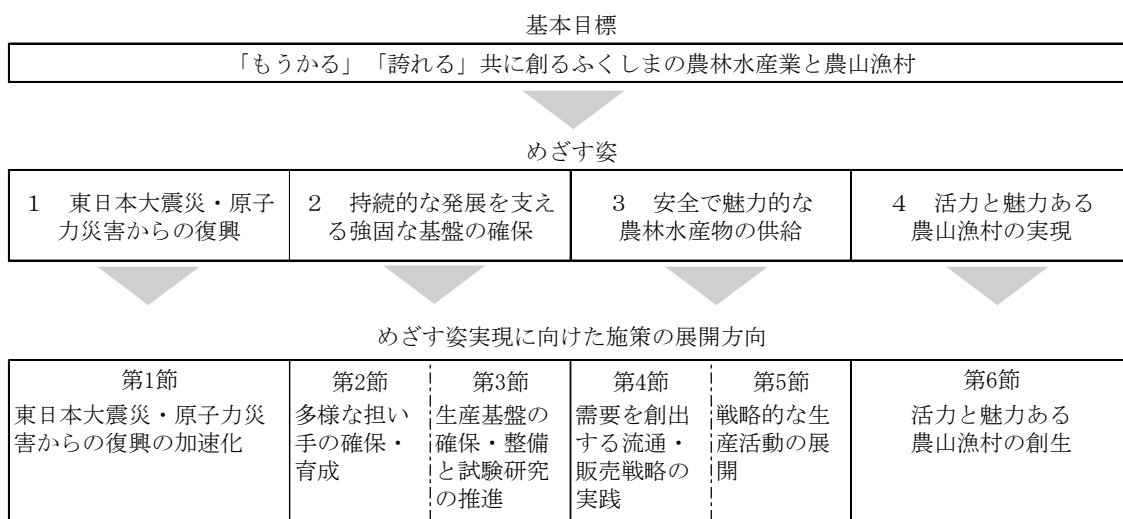 基本目標
「もうかる」「誇れる」共に創るふくしまの農林水産業と農山漁村
めざす姿
1 東日本大震災・原子
力災害からの復興
2 持続的な発展を支え
る強固な基盤の確保
3 安全で魅力的な
農林水産物の供給
4 活力と魅力ある
農山漁村の実現
めざす姿実現に向けた施策の展開方向
第1節
東日本大震災・原子力災
害からの復興の加速化
第2節
多様な担い
手の確保・
育成
第3節
生産基盤の
確保・整備
と試験研究
の推進
第4節
需要を創出
する流通・
販売戦略の
実践
第5節
戦略的な生
産活動の展
開
第6節
活力と魅力ある
農山漁村の創生